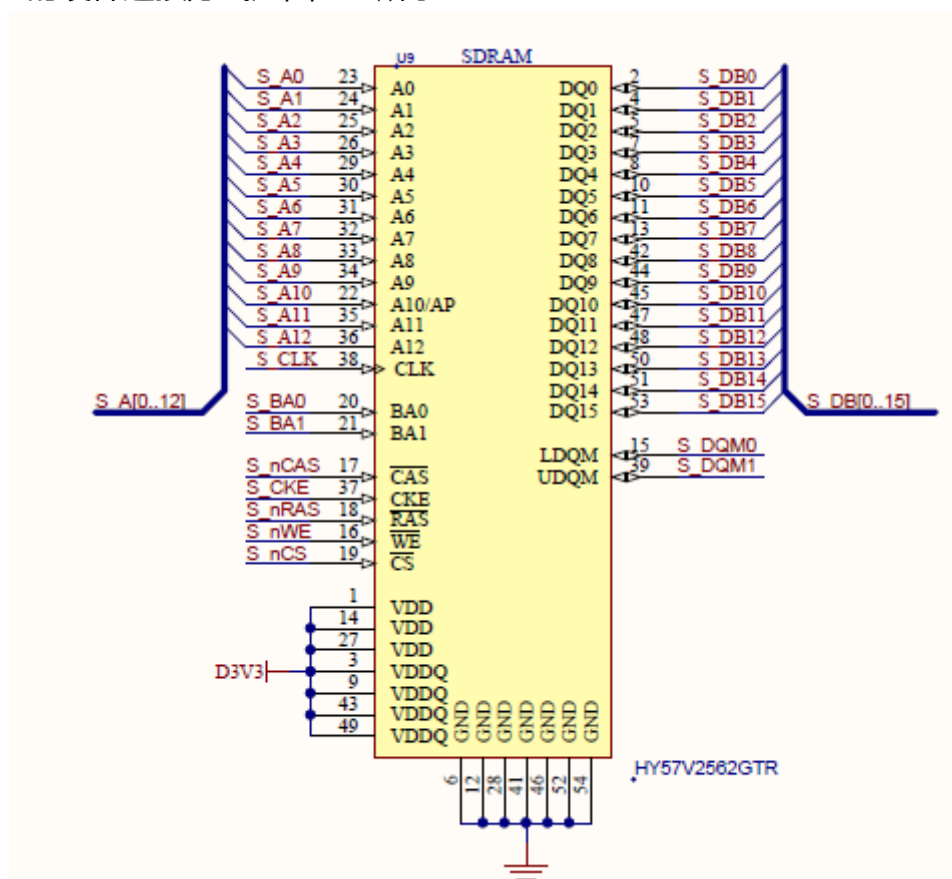 U9 SDRAM
S_A0 23 A0 DQ0 2 S_DB0
S_A1 24 A1 DQ1 4 S_DB1
S_A2 25 A2 DQ2 5 S_DB2
S_A3 26 A3 DQ3 7 S_DB3
S_A4 29 A4 DQ4 8 S_DB4
S_A5 30 A5 DQ5 10 S_DB5
S_A6 31 A6 DQ6 11 S_DB6
S_A7 32 A7 DQ7 13 S_DB7
S_A8 33 A8 DQ8 42 S_DB8
S_A9 34 A9 DQ9 44 S_DB9
S_A10 22 A10/AP DQ10 45 S_DB10
S_A11 35 A11 DQ11 47 S_DB11
S_A12 36 A12 DQ12 48 S_DB12
S_CLK 38 CLK DQ13 50 S_DB13
DQ14 51 S_DB14
S_A[0..12] S_BA0 20 BA0 DQ15 53 S_DB15 S_DB[0..15]
S_BA1 21 BA1
LDQM 15 S_DQM0
S_nCAS 17 CAS UDQM 39 S_DQM1
S_CKE 37 CKE
S_nRAS 18 RAS
S_nWE 16 WE
S_nCS 19 CS
1 VDD
14 VDD
27 VDD
D3V3 3 VDDQ
9 VDDQ
43 VDDQ
49 VDDQ
GND GND GND GND GND GND GND
HY57V2562GTR
6 12 28 41 46 52 54